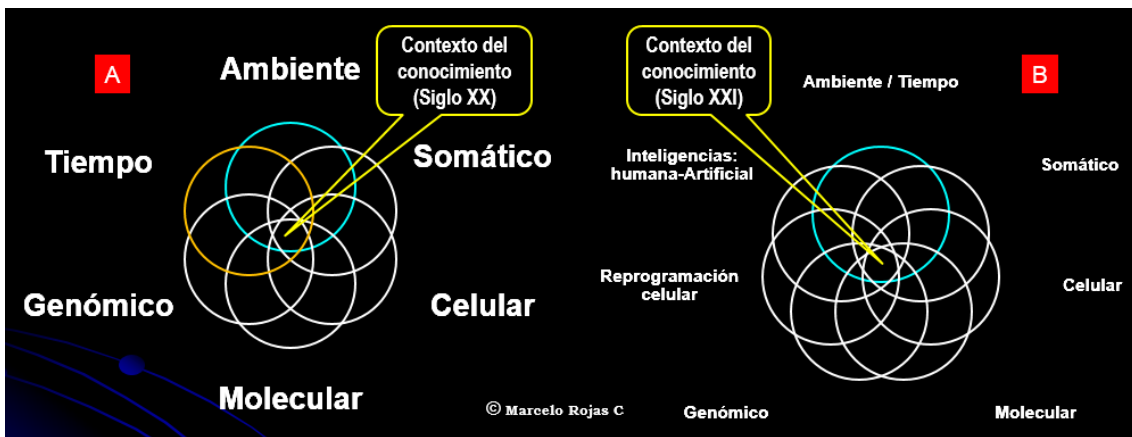 A
Ambiente
Contexto del
conocimiento
(Siglo XX)
Tiempo
Somático
Genómico
Celular
Molecular
© Marcelo Rojas C
Contexto del
conocimiento
(Siglo XXI)
Ambiente / Tiempo
B
Inteligencias:
humana-Artificial
Somático
Reprogramación
celular
Celular
Genómico
Molecular